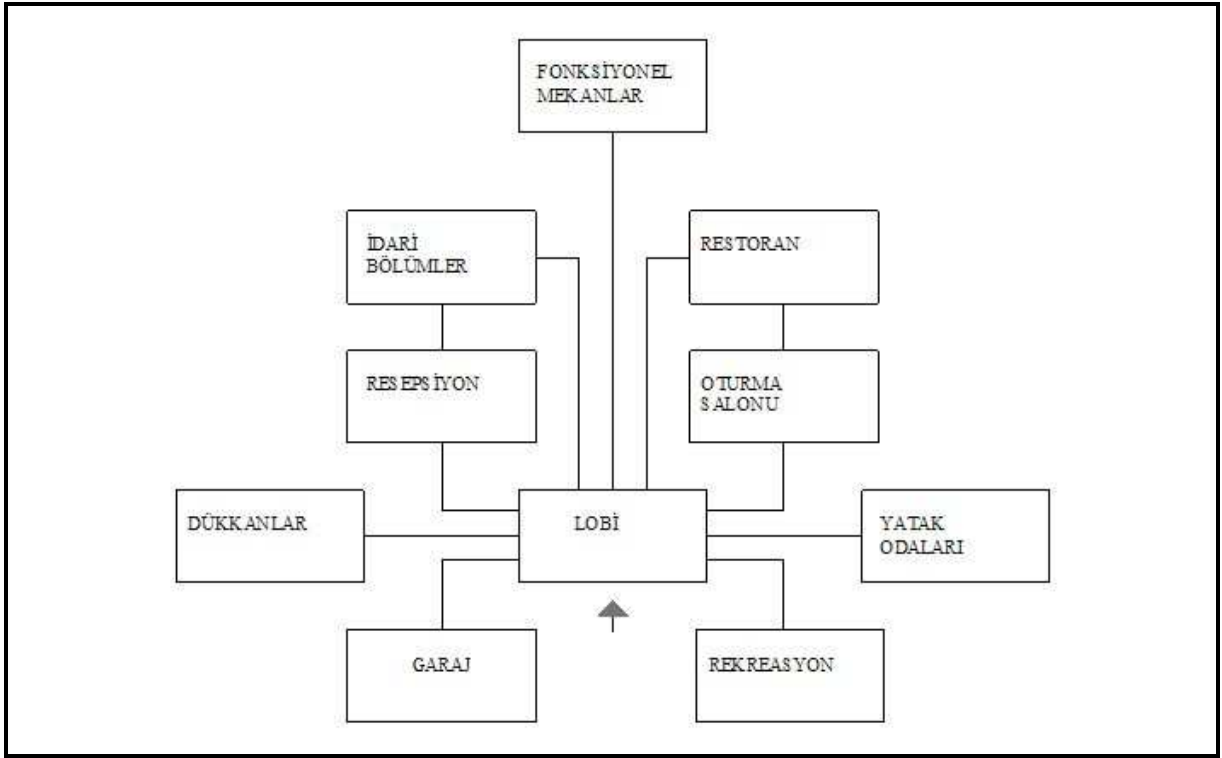 FONKSİYONEL
MEKANLAR
İDARİ
BÖLÜMLER
RESTORAN
RESEPSİYON
OTURMA
SALONU
DÜKKANLAR
LOBİ
YATAK
ODALARI
GARAJ
REKREASYON